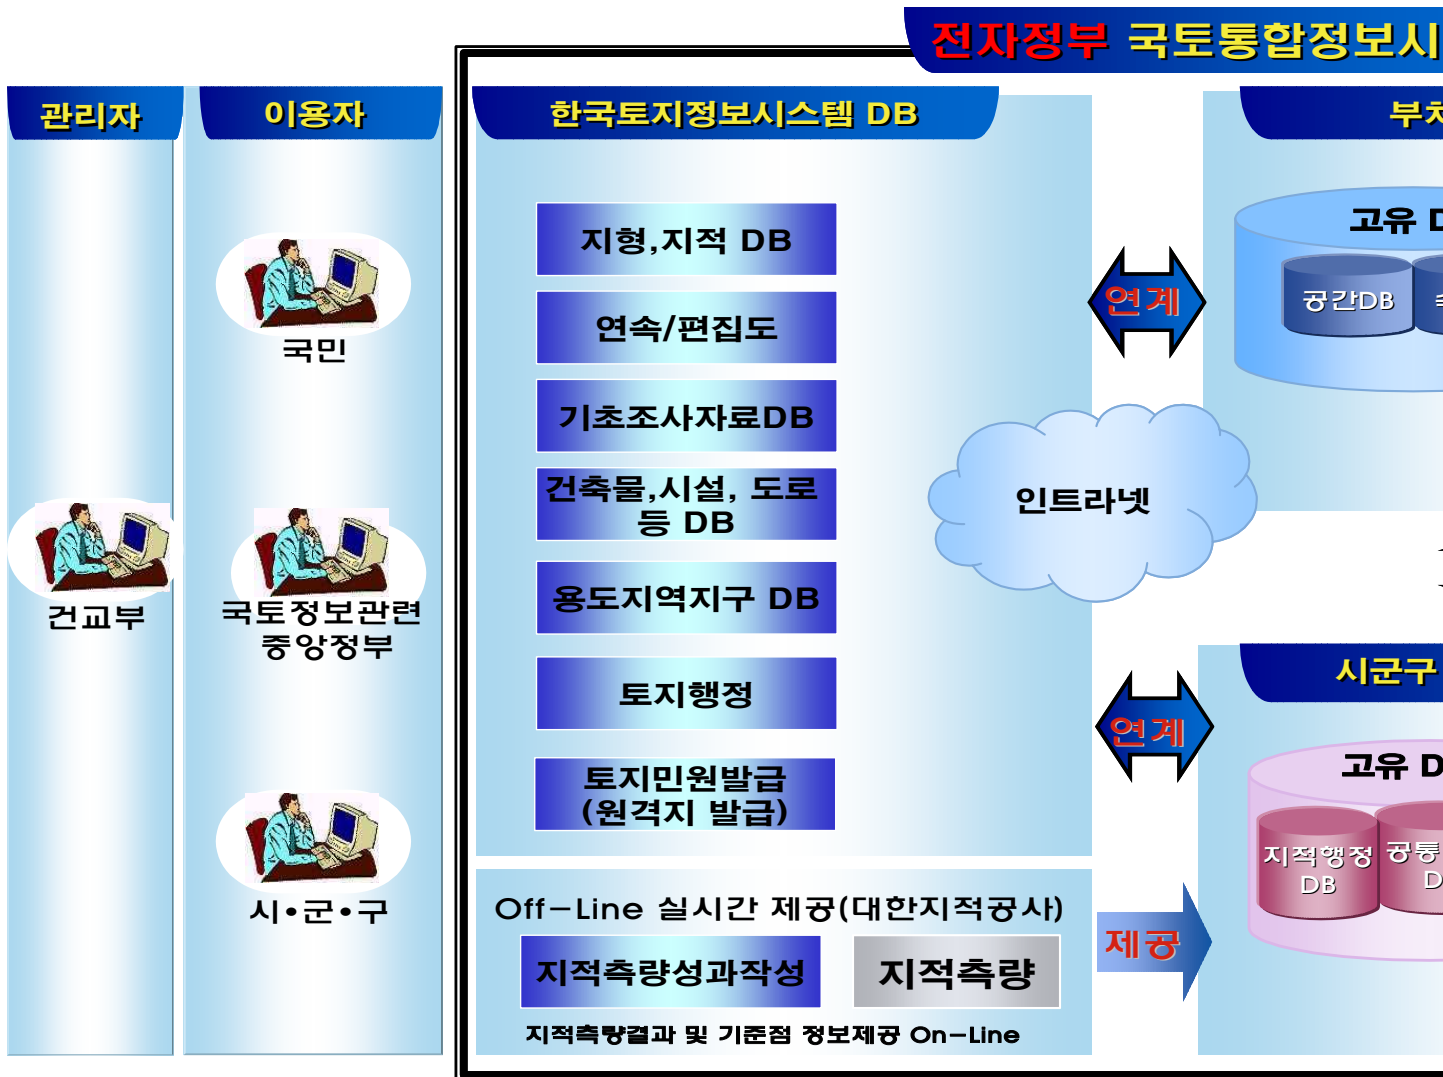 전자정부 국토통합정보시
관리자
이용자
한국토지정보시스템 DB
국민
건교부
국토정보관련
중앙정부
시•군•구
지형,지적 DB
연속/편집도
기초조사자료DB
건축물,시설, 도로
등 DB
용도지역지구 DB
토지행정
토지민원발급
(원격지 발급)
연계
인트라넷
연계
고유
공간DB
시군구
고유
지적행정
DB
공통
Off-Line 실시간 제공(대한지적공사)
지적측량성과작성
지적측량
제공
지적측량결과 및 기준점 정보제공 On-Line